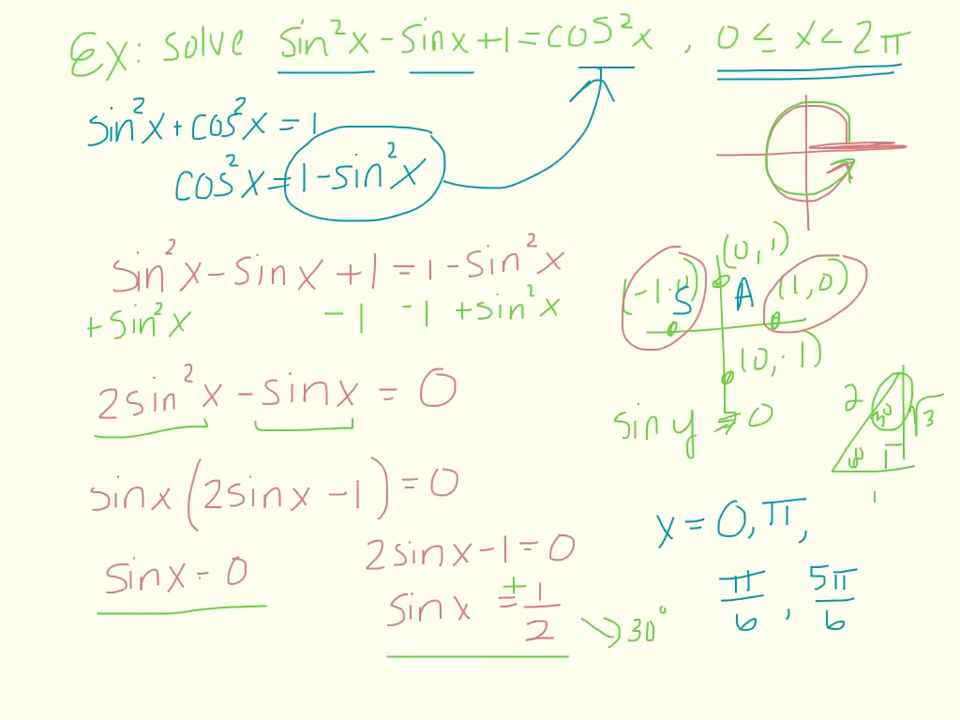 Ex: solve sin²x - sinx + 1 = cos²x , 0 ≤ x < 2π
sin²x + cos²x = 1
cos²x = 1 - sin²x
sin²x - sinx + 1 = 1 - sin²x
+ sin²x - 1 - 1 + sin²x
2sin²x - sinx = 0
sinx(2sinx - 1) = 0
sinx = 0
2sinx - 1 = 0
sinx = + 1/2
30°
(0,1)
S A (1,0)
(0,-1)
sin y = 0
2 √3
1
x = 0, π,
π/6 , 5π/6